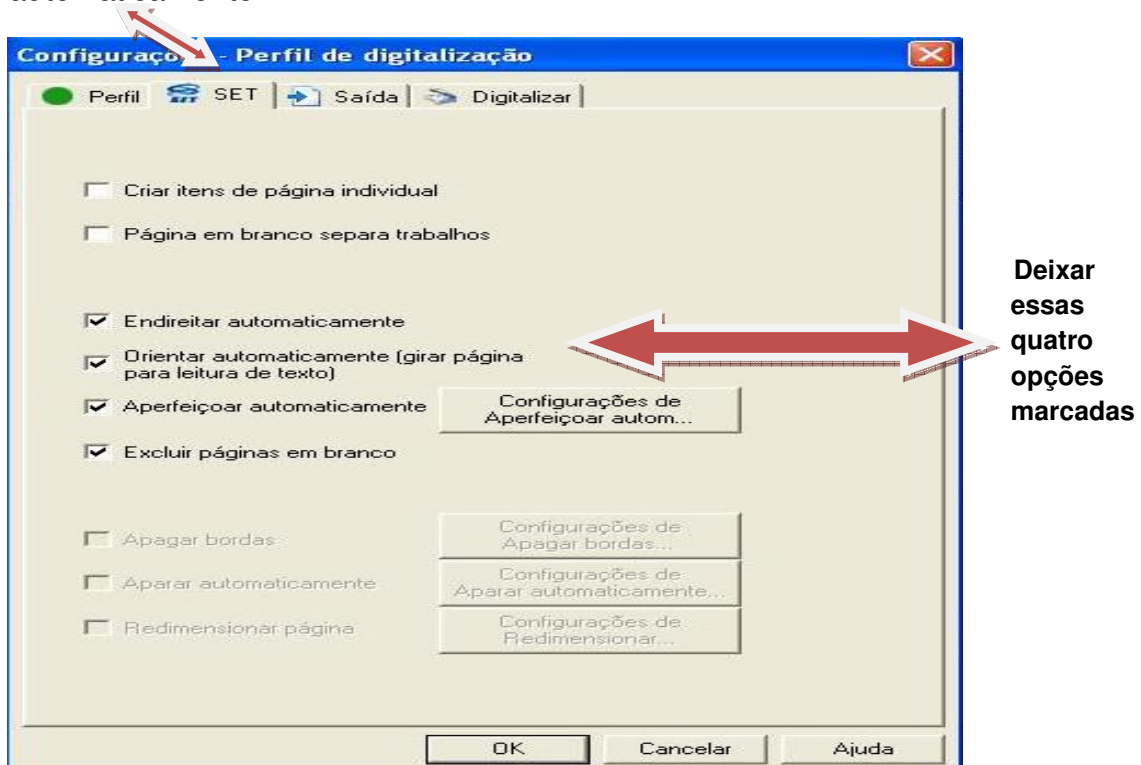 Configuraço - Perfil de digitalização
Perfil SET Saída Digitalizar
Criar itens de página individual
Página em branco separa trabalhos
Endireitar automaticamente
Orientar automaticamente (girar página
para leitura de texto)
Aperfeiçoar automaticamente
Configurações de
Aperfeiçoar autom...
Excluir páginas em branco
Apagar bordas
Configurações de
Apagar bordas...
Aparar automaticamente
Configurações de
Aparar automaticamente...
Redimensionar página
Configurações de
Redimensionar...
OK Cancelar Ajuda
Deixar
essas
quatro
opções
marcadas